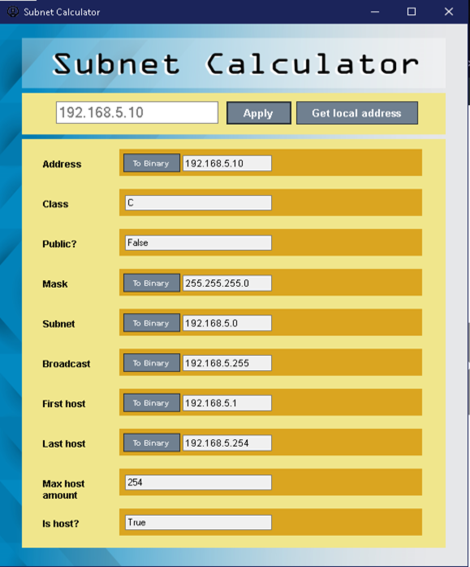 Subnet Calculator
Subnet Calculator
192.168.5.10 Apply Get local address
Address To Binary 192.168.5.10
Class C
Public? False
Mask To Binary 255.255.255.0
Subnet To Binary 192.168.5.0
Broadcast To Binary 192.168.5.255
First host To Binary 192.168.5.1
Last host To Binary 192.168.5.254
Max host 254
amount
Is host? True